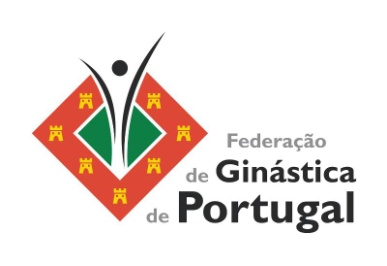 Federação
de Ginástica
de Portugal